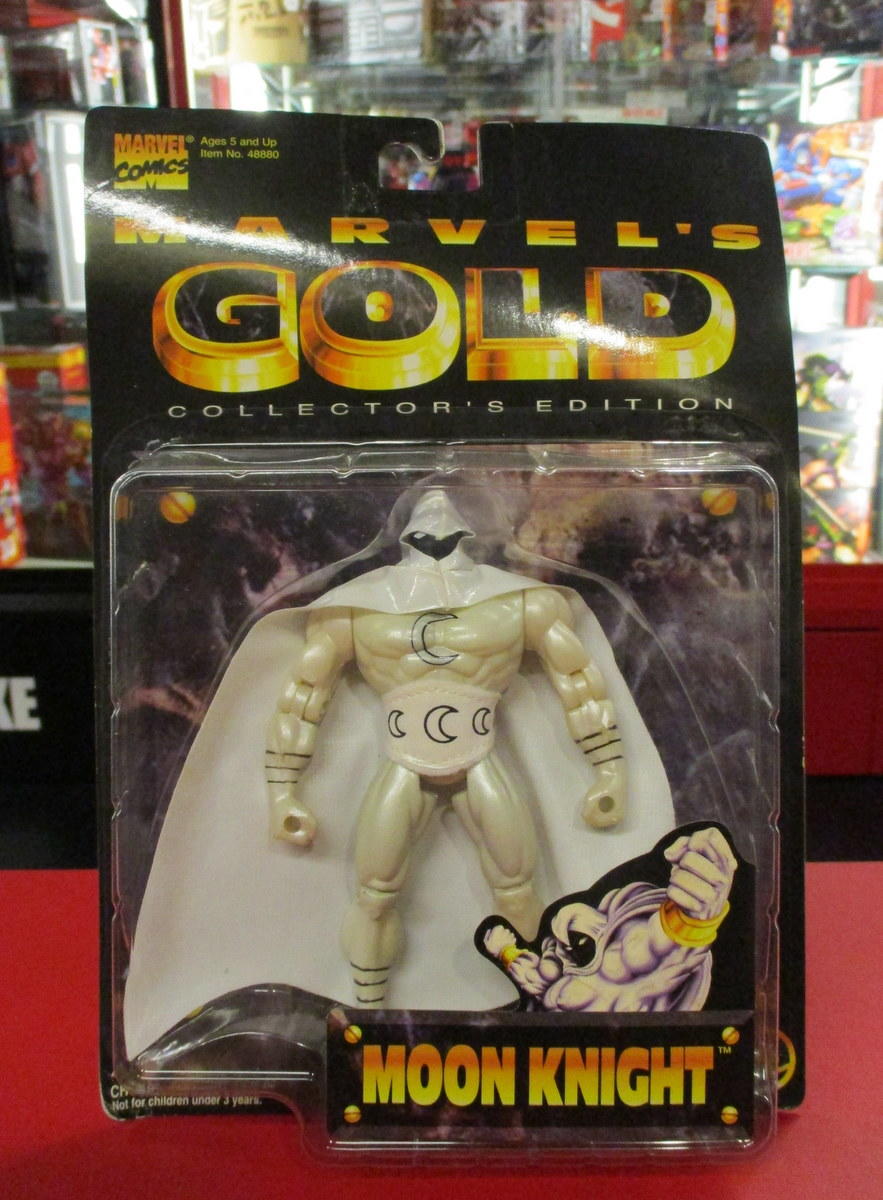 MARVEL®
COMICS
Ages 5 and Up
Item No. 48880
MARVEL'S
GOLD
COLLECTOR'S EDITION
KE
MOON KNIGHT™
Not for children under 3 years.